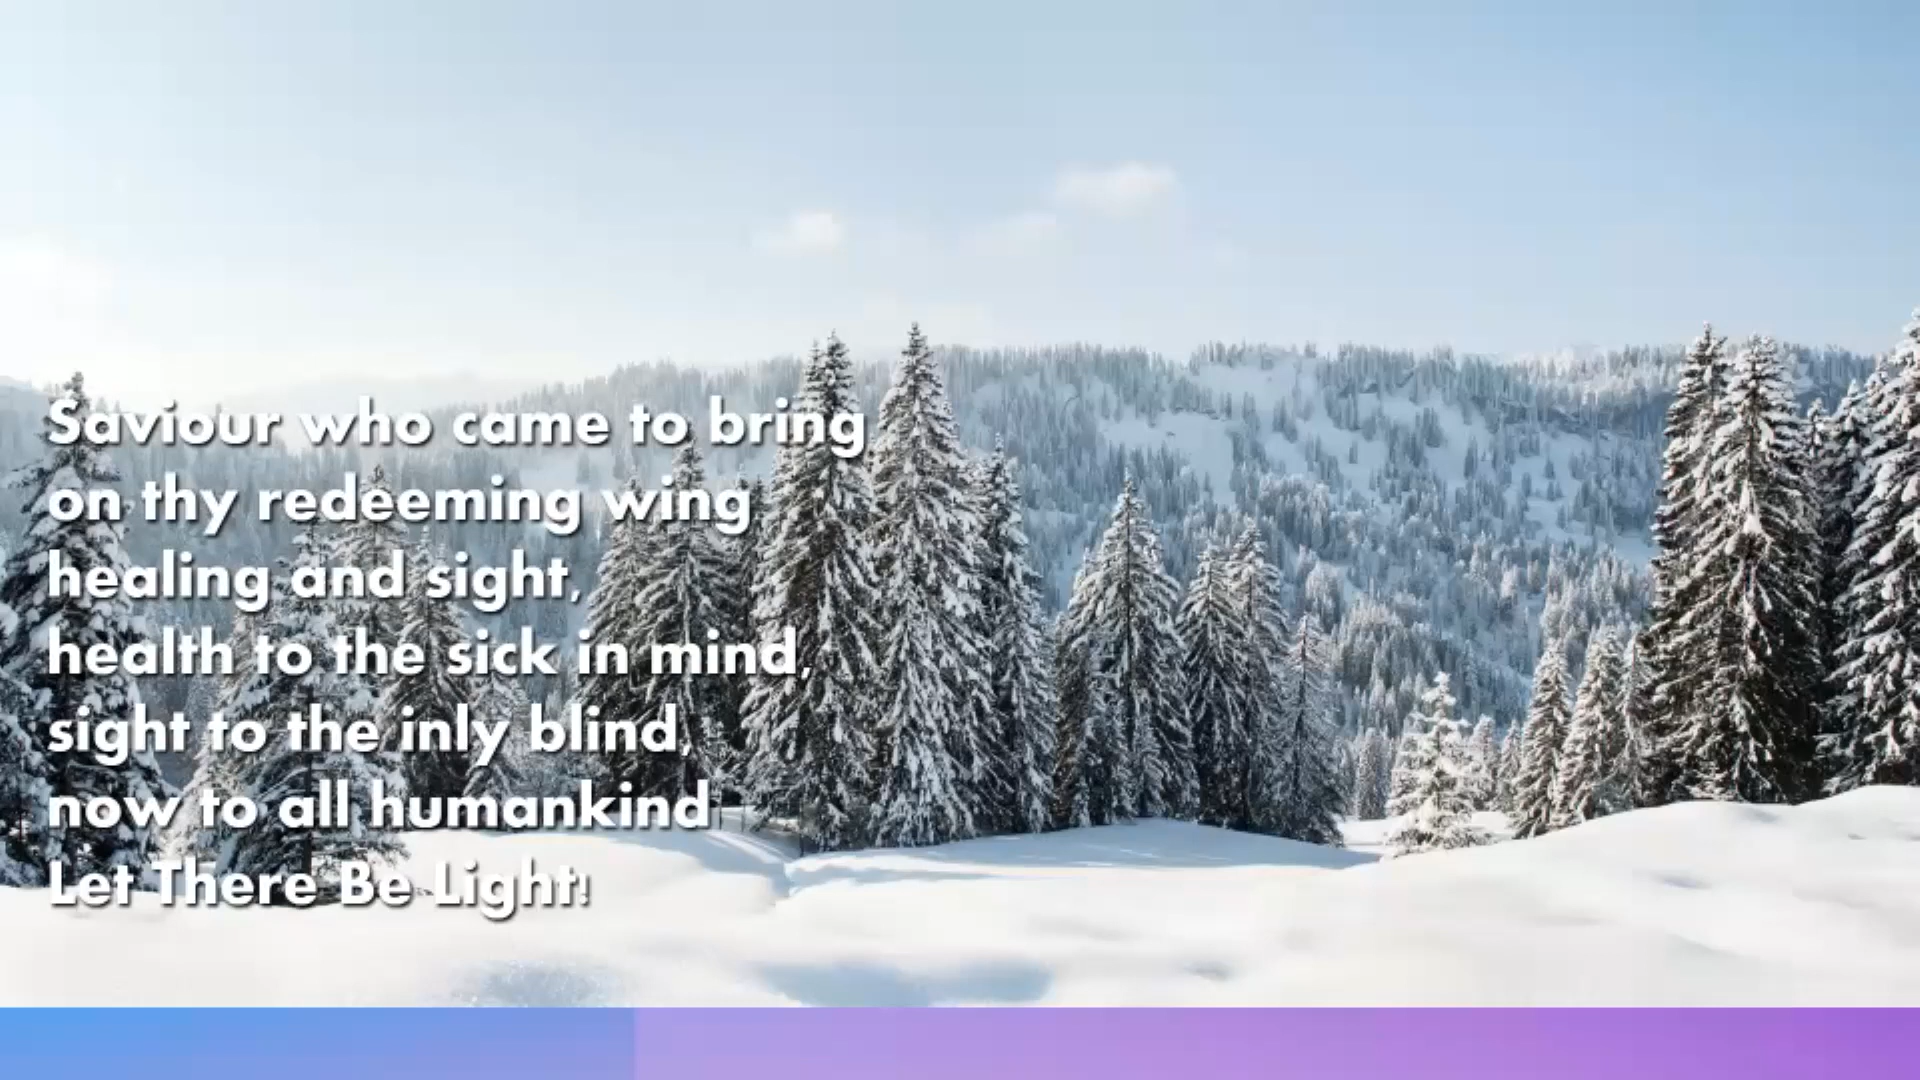 Saviour who came to bring
on thy redeeming wing
healing and sight,
health to the sick in mind,
sight to the inly blind,
now to all humankind
Let There Be Light!